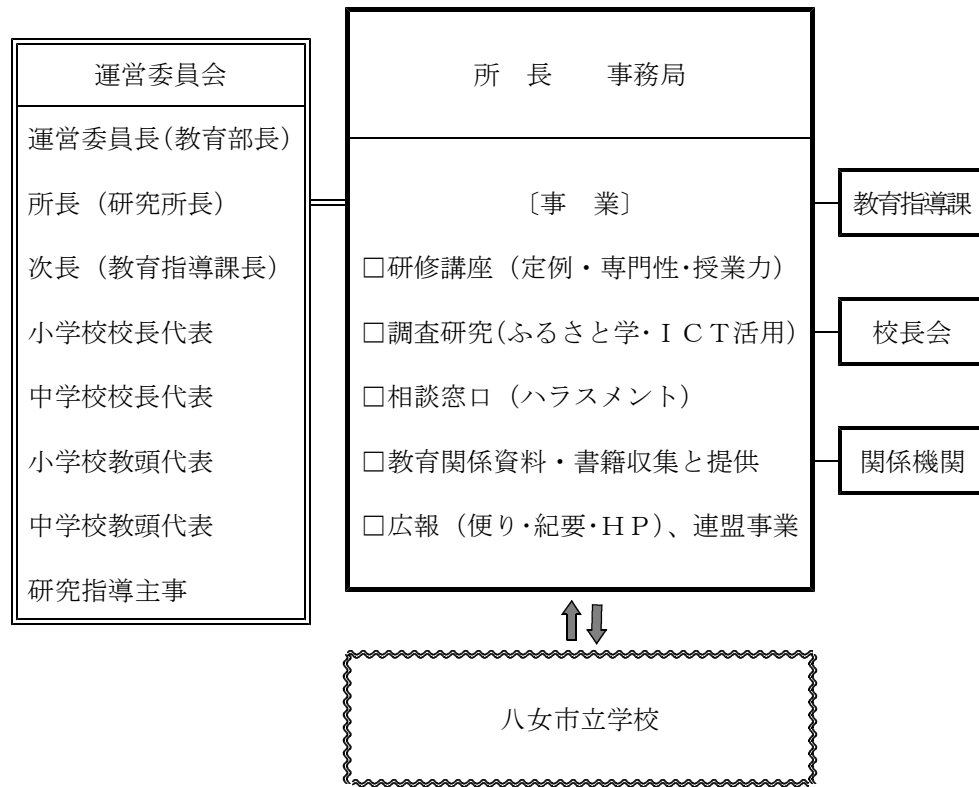 運営委員会
運営委員長(教育部長)
所長（研究所長）
次長（教育指導課長）
小学校校長代表
中学校校長代表
小学校教頭代表
中学校教頭代表
研究指導主事
所　長　　事務局
〔事　業〕
□研修講座（定例・専門性・授業力）
□調査研究(ふるさと学・ＩＣＴ活用)
□相談窓口（ハラスメント）
□教育関係資料・書籍収集と提供
□広報（便り・紀要・ＨＰ）、連盟事業
教育指導課
校長会
関係機関
八女市立学校